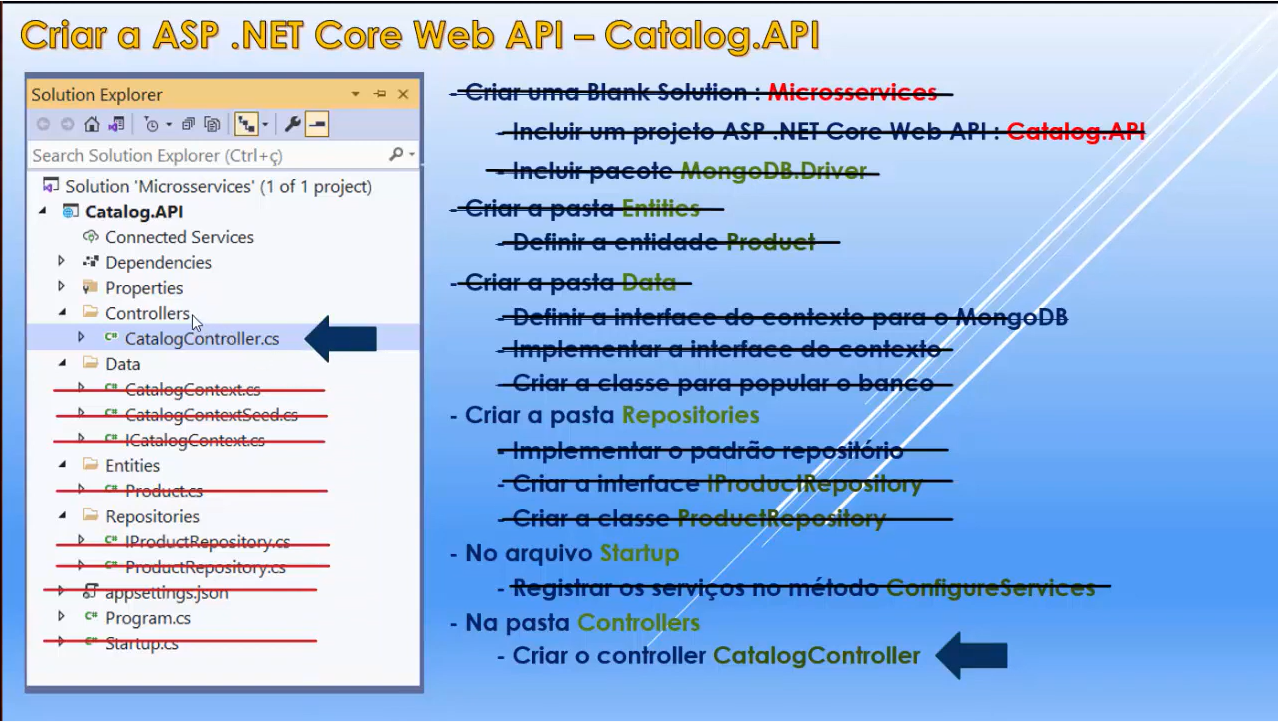 Criar a ASP .NET Core Web API – Catalog.API
Solution Explorer
Search Solution Explorer (Ctrl+ç)
Solution 'Microsservices' (1 of 1 project)
Catalog.API
Connected Services
Dependencies
Properties
Controllers
C# CatalogController.cs
Data
C# CatalogContext.cs
C# CatalogContextSeed.cs
C# ICatalogContext.cs
Entities
C# Product.cs
Repositories
C# IProductRepository.cs
C# ProductRepository.cs
appsettings.json
C# Program.cs
C# Startup.cs
- Criar uma Blank Solution : Microsservices
- Incluir um projeto ASP .NET Core Web API : Catalog.API
- Incluir pacote MongoDB.Driver
- Criar a pasta Entities
- Definir a entidade Product
- Criar a pasta Data
- Definir a interface do contexto para o MongoDB
- Implementar a interface do contexto
- Criar a classe para popular o banco
- Criar a pasta Repositories
- Implementar o padrão repositório
- Criar a interface IProductRepository
- Criar a classe ProductRepository
- No arquivo Startup
- Registrar os serviços no método ConfigureServices
- Na pasta Controllers
- Criar o controller CatalogController